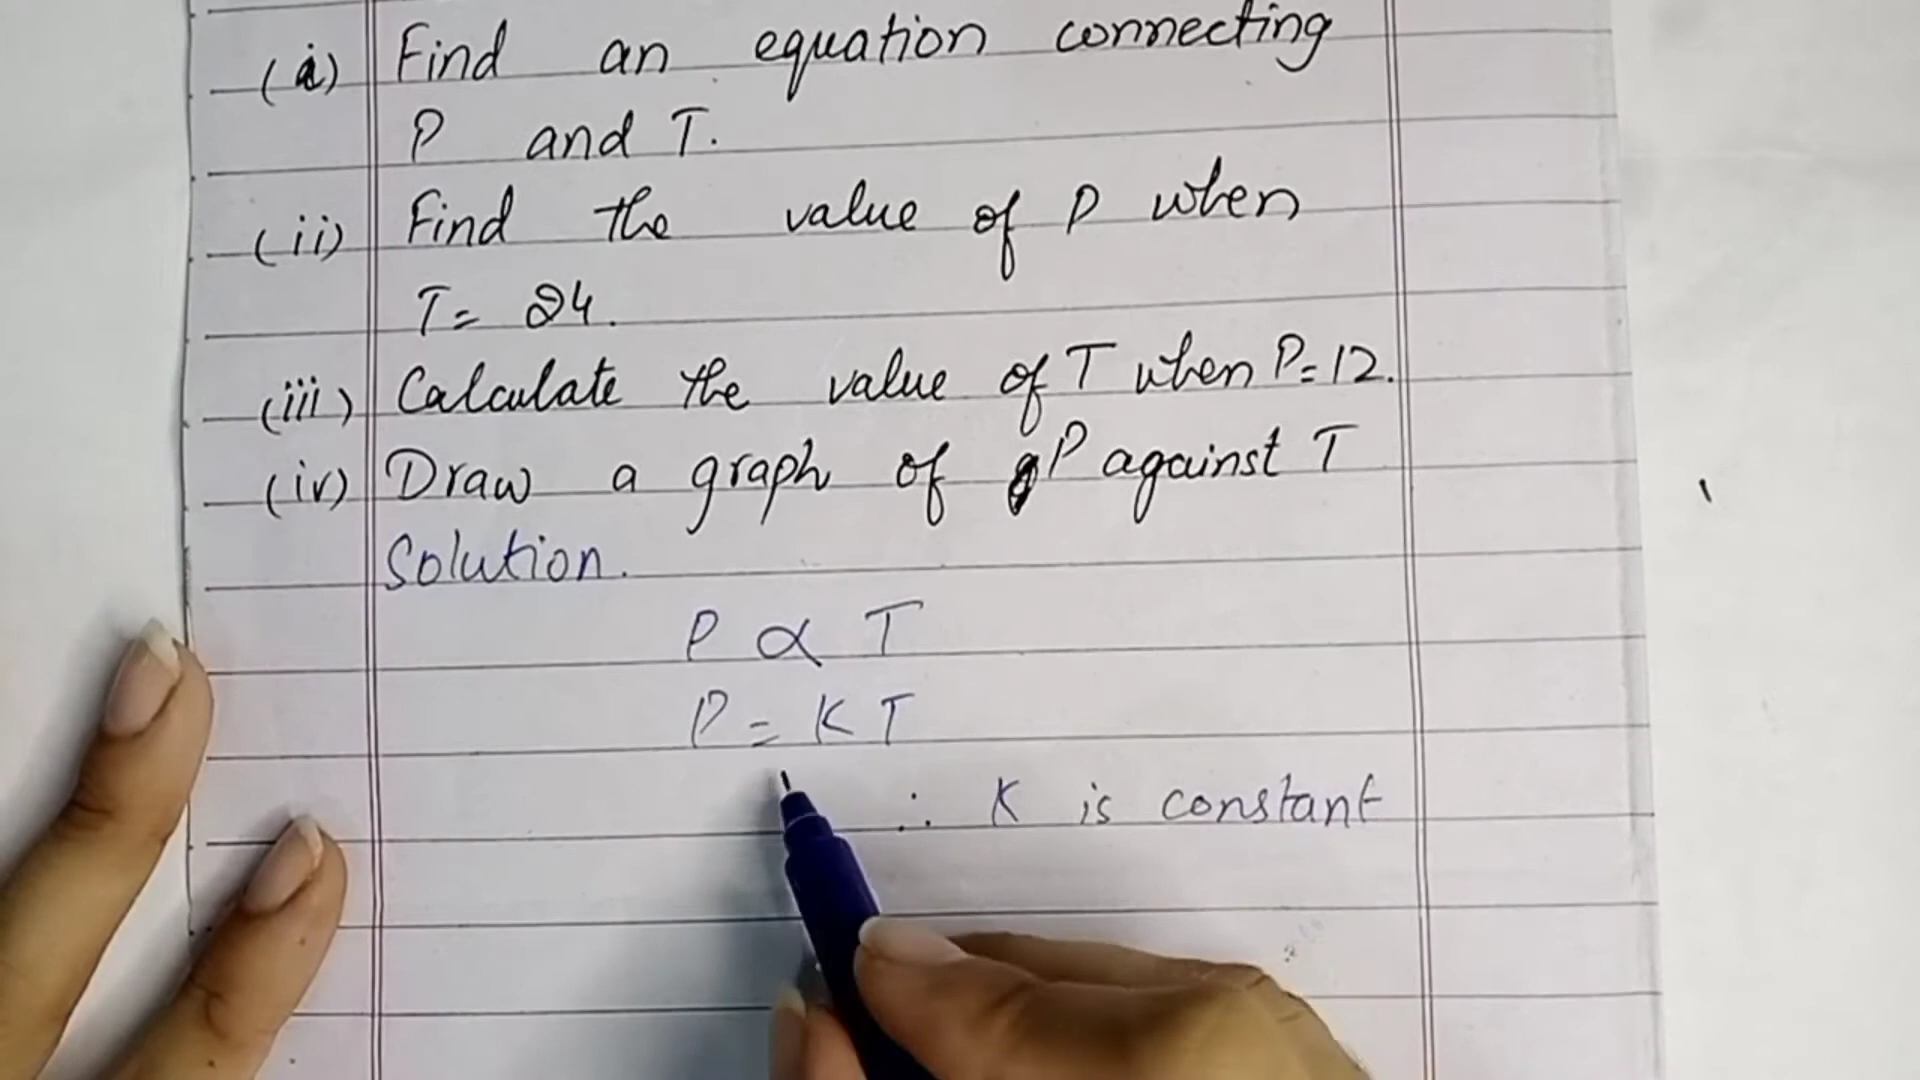 (i) Find an equation connecting
P and T.
(ii) Find the value of P when
T = 24.
(iii) Calculate the value of T when P = 12.
(iv) Draw a graph of P against T
Solution.
P ∝ T
P = K T
∴ K is constant